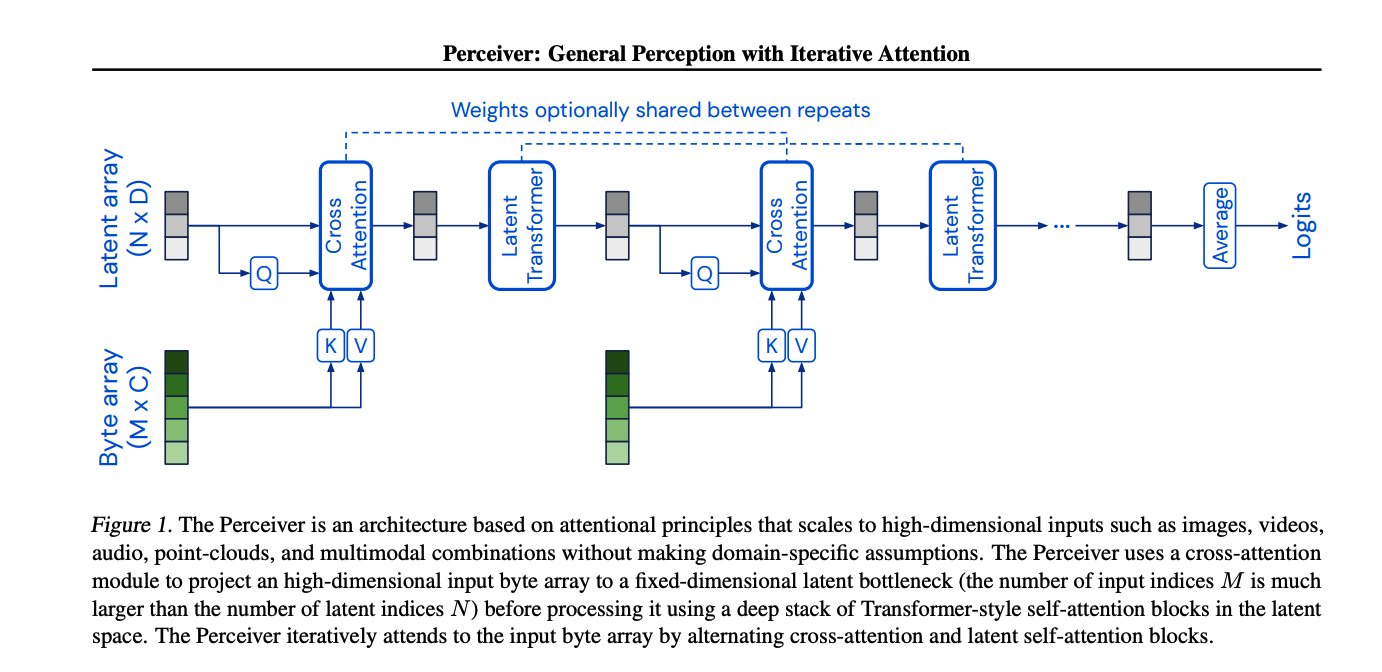 Perceiver: General Perception with Iterative Attention
Weights optionally shared between repeats
Latent array
(N x D)
Q
Cross
Attention
Latent
Transformer
Q
Cross
Attention
Latent
Transformer
...
Average
Logits
K
V
K
V
Byte array
(M x C)
Figure 1. The Perceiver is an architecture based on attentional principles that scales to high-dimensional inputs such as images, videos,
audio, point-clouds, and multimodal combinations without making domain-specific assumptions. The Perceiver uses a cross-attention
module to project an high-dimensional input byte array to a fixed-dimensional latent bottleneck (the number of input indices M is much
larger than the number of latent indices N) before processing it using a deep stack of Transformer-style self-attention blocks in the latent
space. The Perceiver iteratively attends to the input byte array by alternating cross-attention and latent self-attention blocks.